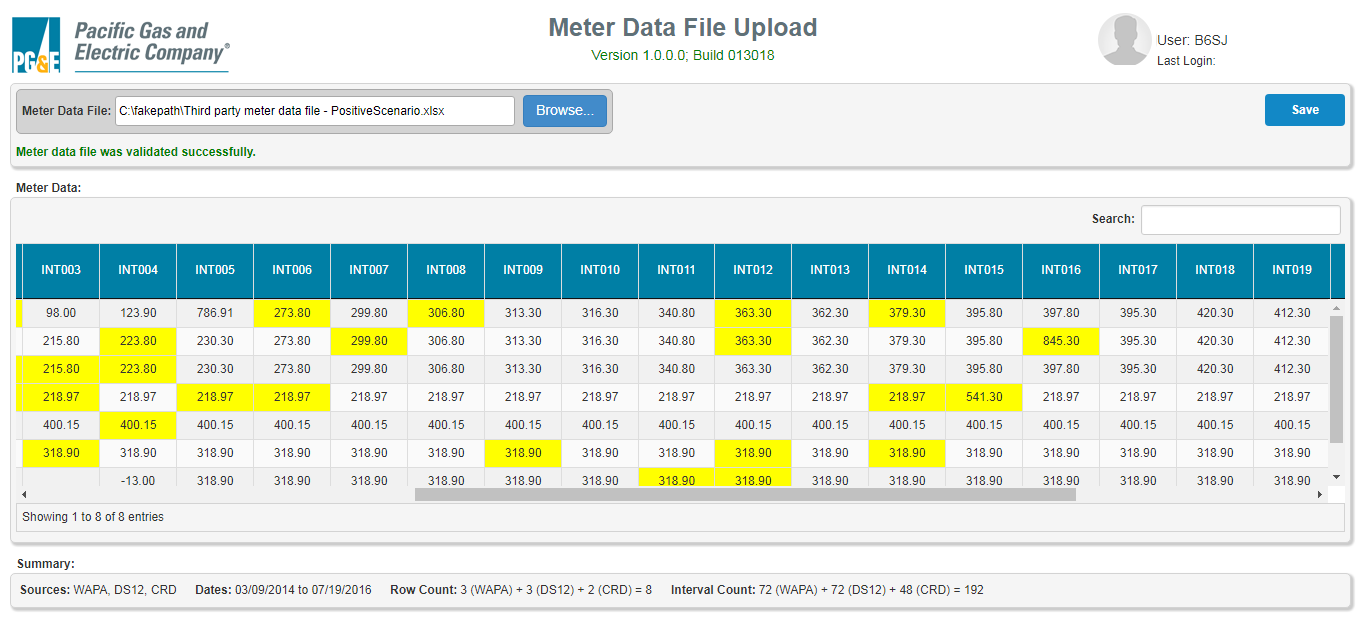 Pacific Gas and
Electric Company®
PG&E
Meter Data File Upload
Version 1.0.0.0; Build 013018
User: B6SJ
Last Login:
Meter Data File: C:\fakepath\Third party meter data file - PositiveScenario.xlsx Browse... Save
Meter data file was validated successfully.
Meter Data:
Search:
INT003 INT004 INT005 INT006 INT007 INT008 INT009 INT010 INT011 INT012 INT013 INT014 INT015 INT016 INT017 INT018 INT019
98.00 123.90 786.91 273.80 299.80 306.80 313.30 316.30 340.80 363.30 362.30 379.30 395.80 397.80 395.30 420.30 412.30
215.80 223.80 230.30 273.80 299.80 306.80 313.30 316.30 340.80 363.30 362.30 379.30 395.80 845.30 395.30 420.30 412.30
215.80 223.80 230.30 273.80 299.80 306.80 313.30 316.30 340.80 363.30 362.30 379.30 395.80 397.80 395.30 420.30 412.30
218.97 218.97 218.97 218.97 218.97 218.97 218.97 218.97 218.97 218.97 218.97 218.97 541.30 218.97 218.97 218.97 218.97
400.15 400.15 400.15 400.15 400.15 400.15 400.15 400.15 400.15 400.15 400.15 400.15 400.15 400.15 400.15 400.15 400.15
318.90 318.90 318.90 318.90 318.90 318.90 318.90 318.90 318.90 318.90 318.90 318.90 318.90 318.90 318.90 318.90 318.90
-13.00 318.90 318.90 318.90 318.90 318.90 318.90 318.90 318.90 318.90 318.90 318.90 318.90 318.90 318.90 318.90
Showing 1 to 8 of 8 entries
Summary:
Sources: WAPA, DS12, CRD Dates: 03/09/2014 to 07/19/2016 Row Count: 3 (WAPA) + 3 (DS12) + 2 (CRD) = 8 Interval Count: 72 (WAPA) + 72 (DS12) + 48 (CRD) = 192